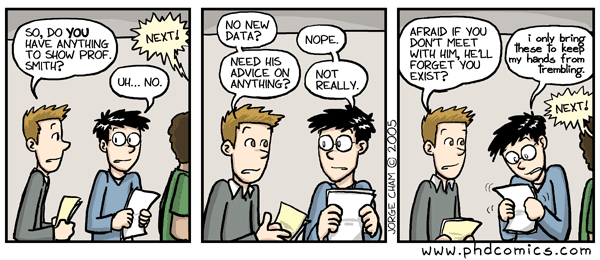 SO, DO YOU
HAVE ANYTHING
TO SHOW PROF.
SMITH?
NEXT!
UH... NO.
NO NEW
DATA?
NOPE.
NEED HIS
ADVICE ON
ANYTHING?
NOT
REALLY.
JORGE CHAM © 2005
AFRAID IF YOU
DON'T MEET
WITH HIM, HE'LL
FORGET YOU
EXIST?
i only bring
these to keep
my hands from
trembling.
NEXT!
www.phdcomics.com